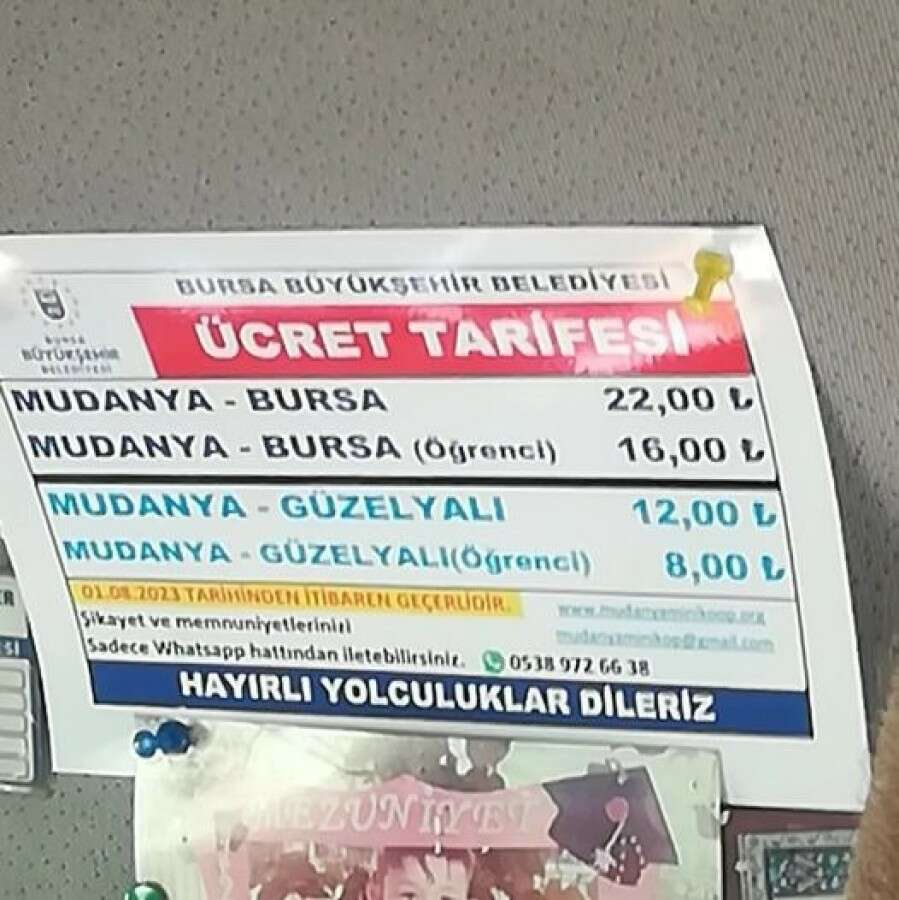 BURSA BÜYÜKŞEHİR BELEDİYESİ
BURSA
BÜYÜKŞEHİR
BELEDİYESİ
ÜCRET TARİFESİ
MUDANYA - BURSA 22,00 ₺
MUDANYA - BURSA (Öğrenci) 16,00 ₺
MUDANYA - GÜZELYALI 12,00 ₺
MUDANYA - GÜZELYALI(Öğrenci) 8,00 ₺
01.08.2023 TARİHİNDEN İTİBAREN GEÇERLİDİR.
www.mudanyaminikoop.org
Şikayet ve memnuniyetlerinizi
mudanyaminikop@gmail.com
Sadece Whatsapp hattından iletebilirsiniz. 0538 972 66 38
HAYIRLI YOLCULUKLAR DİLERİZ
MEZUNİYET